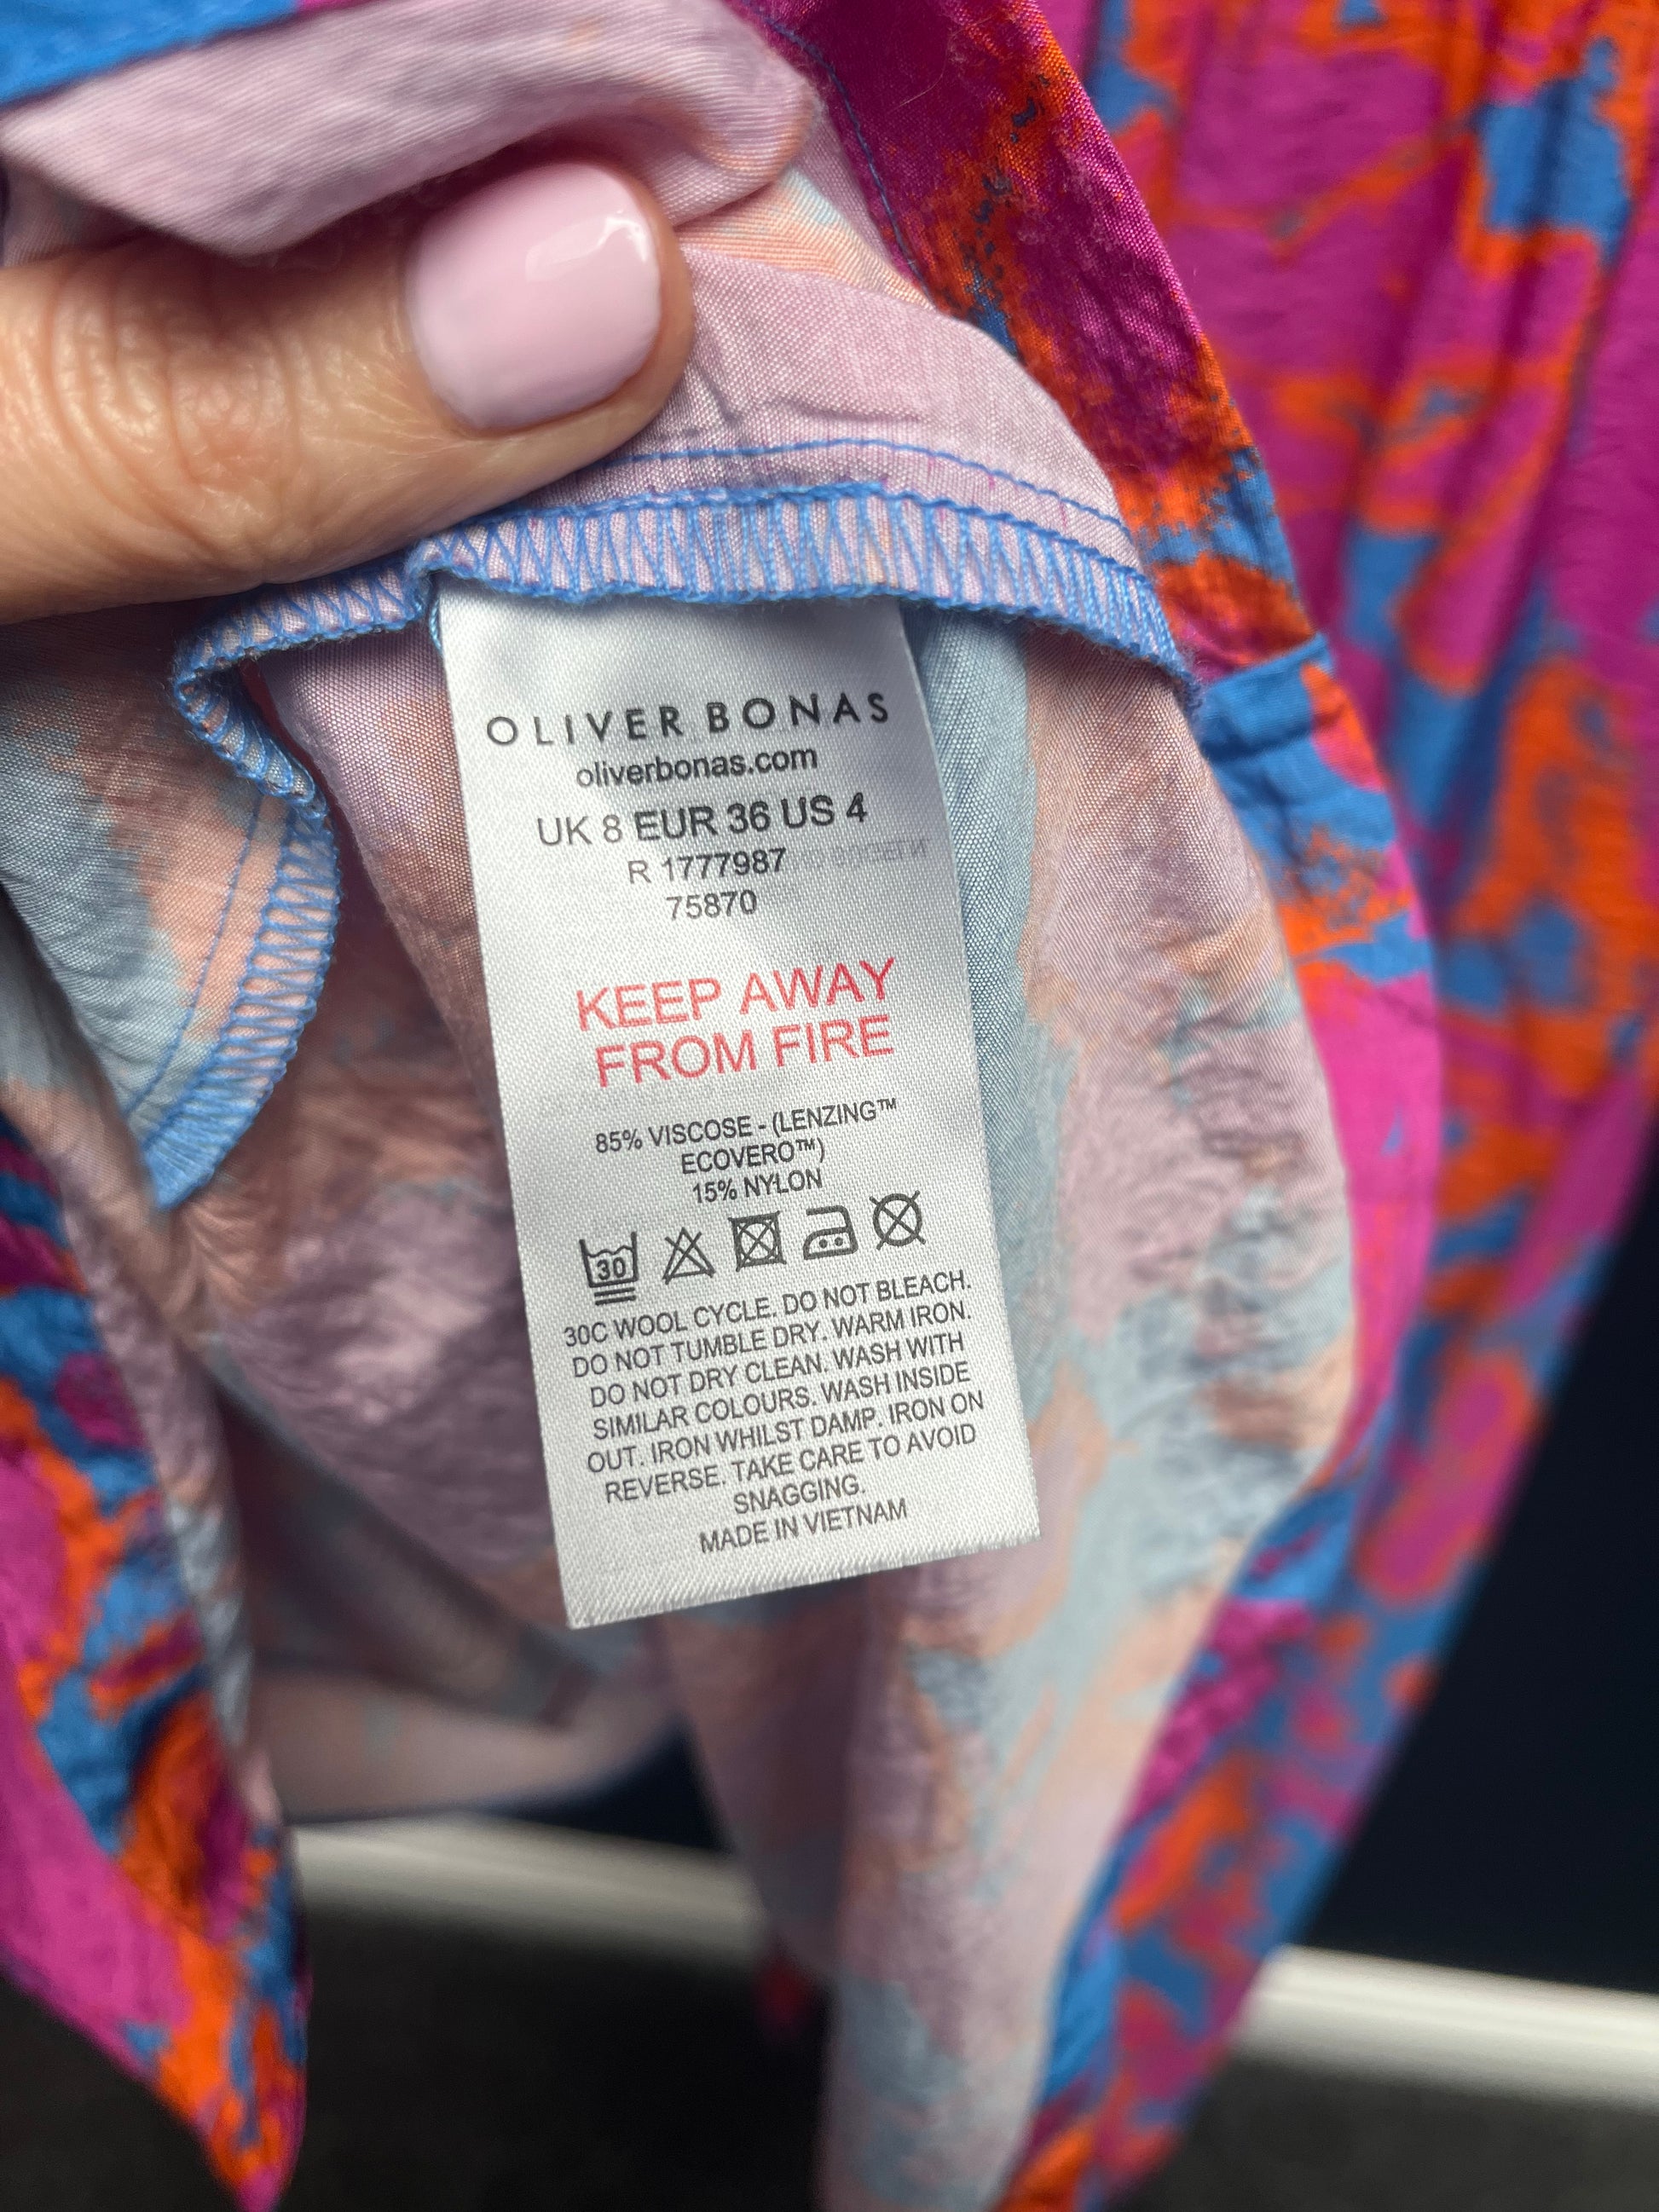 OLIVER BONAS
oliverbonas.com
UK 8 EUR 36 US 4
R 1777987
75870
KEEP AWAY
FROM FIRE
85% VISCOSE - (LENZING™
ECOVERO™)
15% NYLON
30
30C WOOL CYCLE. DO NOT BLEACH.
DO NOT TUMBLE DRY. WARM IRON.
DO NOT DRY CLEAN. WASH WITH
SIMILAR COLOURS. WASH INSIDE
OUT. IRON WHILST DAMP. IRON ON
REVERSE. TAKE CARE TO AVOID
SNAGGING.
MADE IN VIETNAM